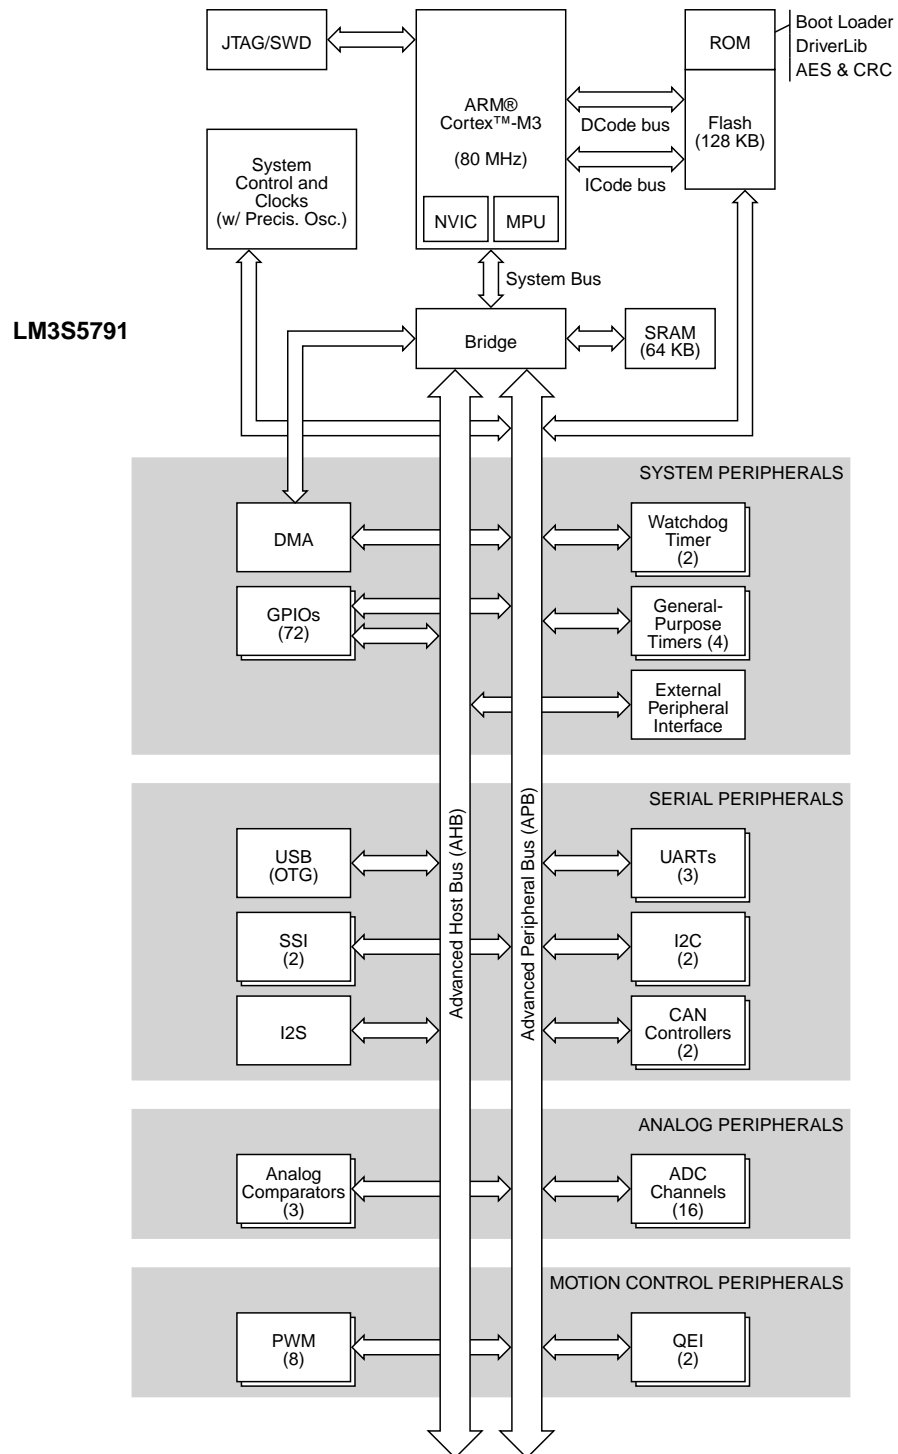 JTAG/SWD
ARM®
Cortex™-M3
(80 MHz)
NVIC
MPU
ROM
Boot Loader
DriverLib
AES & CRC
Flash
(128 KB)
DCode bus
ICode bus
System
Control and
Clocks
(w/ Precis. Osc.)
System Bus
LM3S5791
Bridge
SRAM
(64 KB)
SYSTEM PERIPHERALS
DMA
Watchdog
Timer
(2)
GPIOs
(72)
General-
Purpose
Timers (4)
External
Peripheral
Interface
Advanced Host Bus (AHB)
Advanced Peripheral Bus (APB)
SERIAL PERIPHERALS
USB
(OTG)
UARTs
(3)
SSI
(2)
I2C
(2)
I2S
CAN
Controllers
(2)
ANALOG PERIPHERALS
Analog
Comparators
(3)
ADC
Channels
(16)
MOTION CONTROL PERIPHERALS
PWM
(8)
QEI
(2)